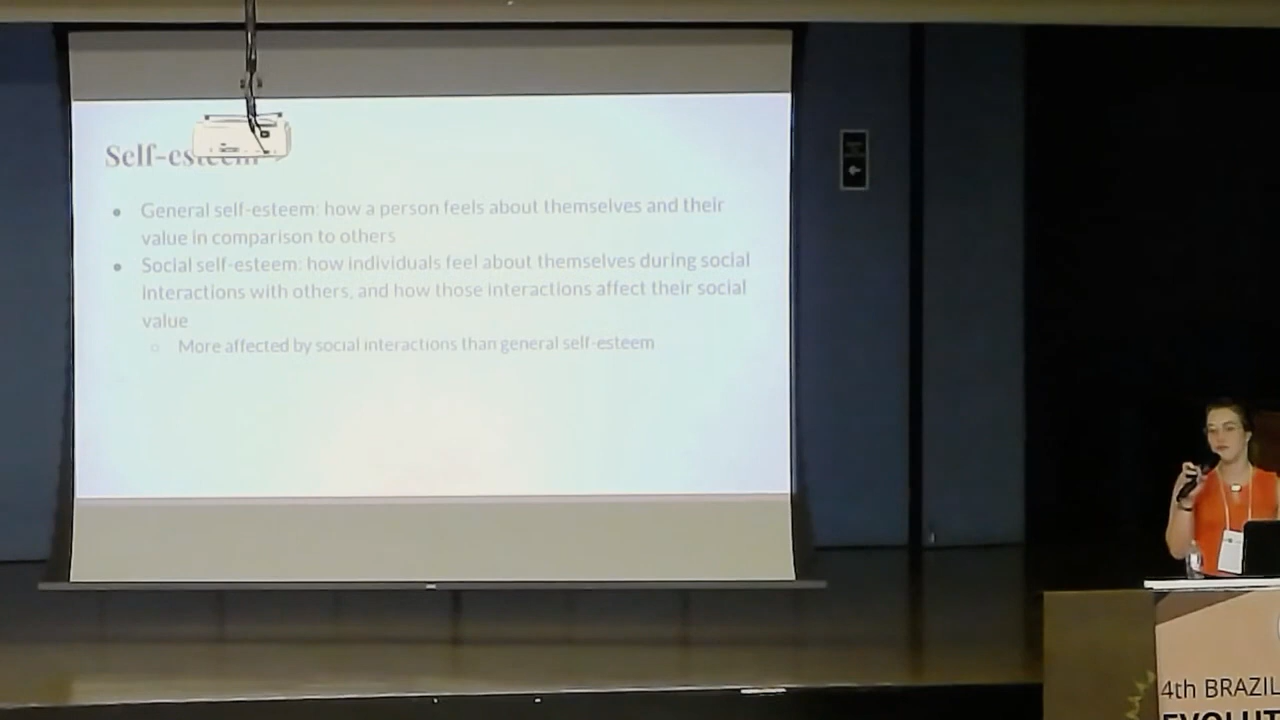 Self-esteem
General self-esteem: how a person feels about themselves and their
value in comparison to others
Social self-esteem: how individuals feel about themselves during social
interactions with others, and how those interactions affect their social
value
More affected by social interactions than general self-esteem
4th BRAZIL
EVOLUT